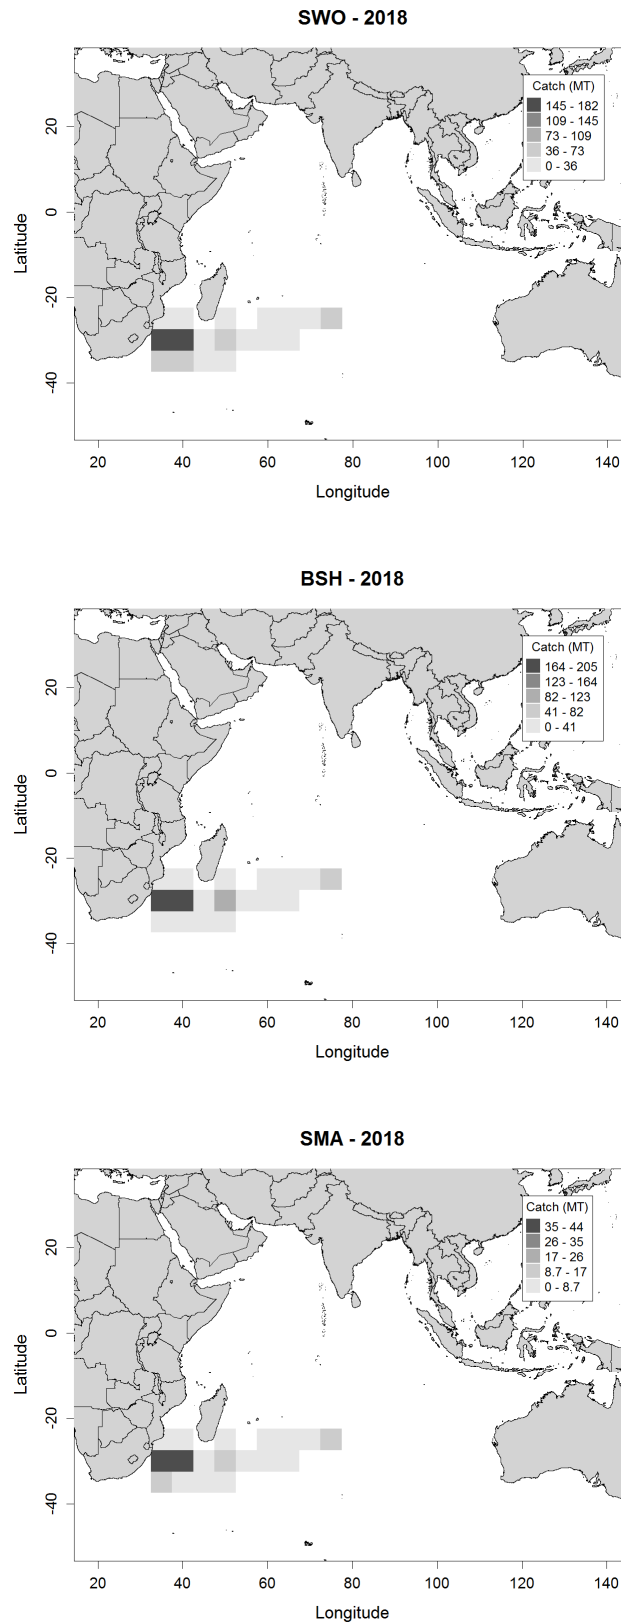 SWO - 2018
Catch (MT)
145 - 182
109 - 145
73 - 109
36 - 73
0 - 36
20
0
-20
-40
Latitude
20
40
60
80
100
120
140
Longitude
BSH - 2018
Catch (MT)
164 - 205
123 - 164
82 - 123
41 - 82
0 - 41
20
0
-20
-40
Latitude
20
40
60
80
100
120
140
Longitude
SMA - 2018
Catch (MT)
35 - 44
26 - 35
17 - 26
8.7 - 17
0 - 8.7
20
0
-20
-40
Latitude
20
40
60
80
100
120
140
Longitude